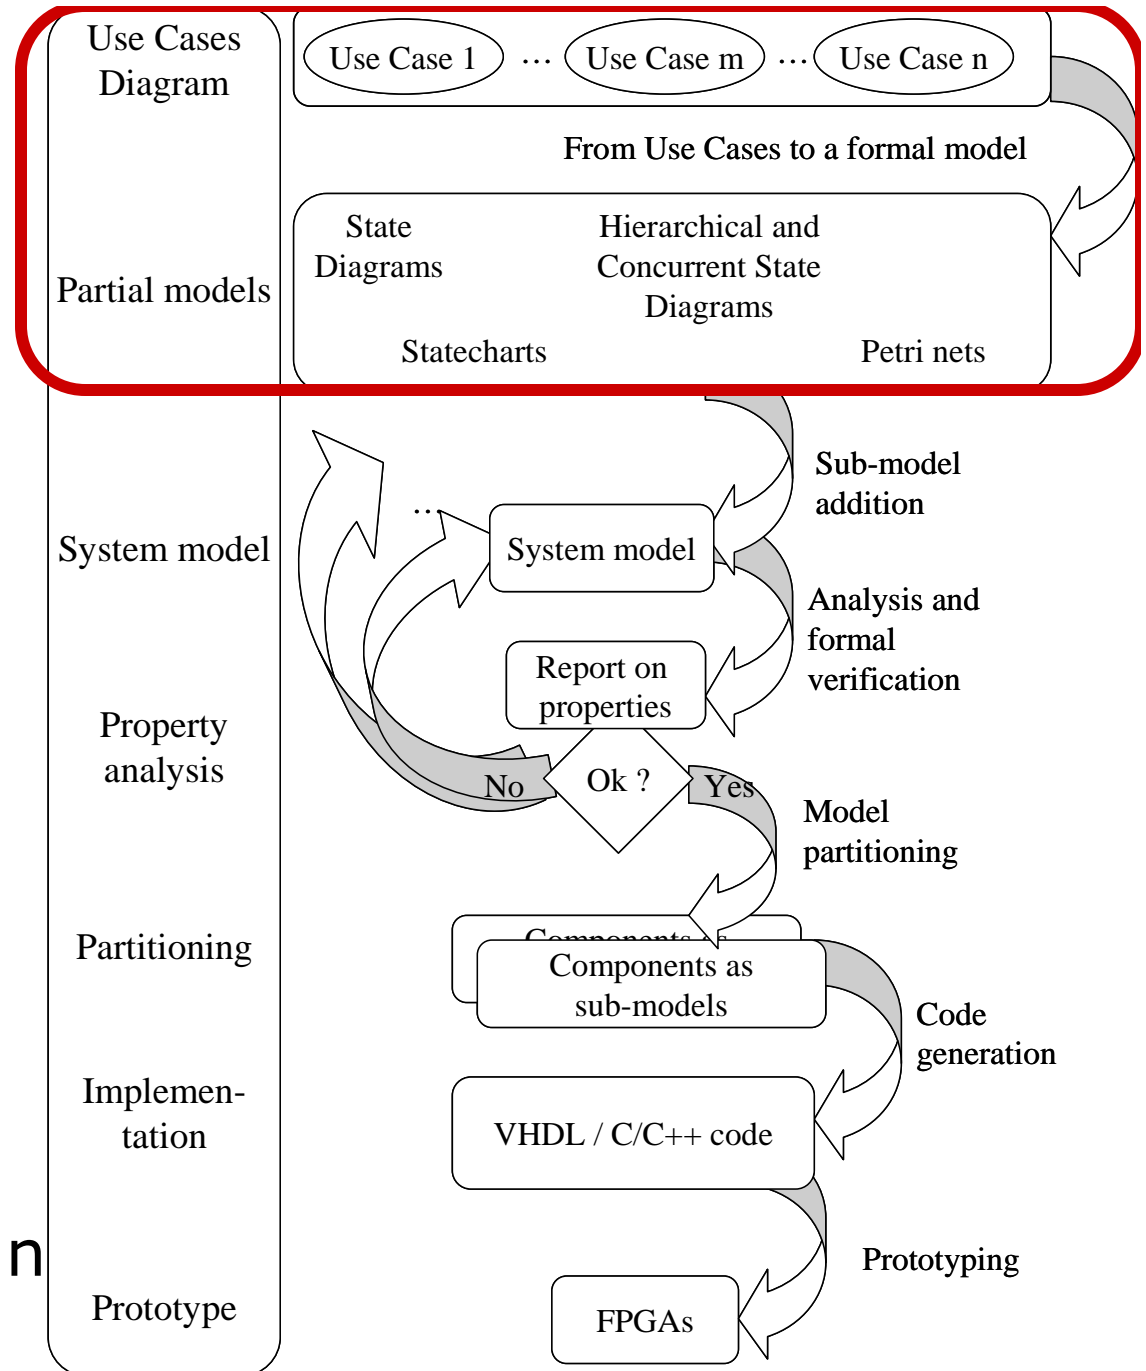 Use Cases
Diagram
Use Case 1 ... Use Case m ... Use Case n
From Use Cases to a formal model
Partial models
State
Diagrams
Hierarchical and
Concurrent State
Diagrams
Statecharts
Petri nets
Sub-model
addition
System model
...
System model
Analysis and
formal
verification
Report on
properties
Property
analysis
No
Ok ?
Yes
Model
partitioning
Partitioning
Components as
Components as
sub-models
Code
generation
Implemen-
tation
VHDL / C/C++ code
n
Prototyping
Prototype
FPGAs